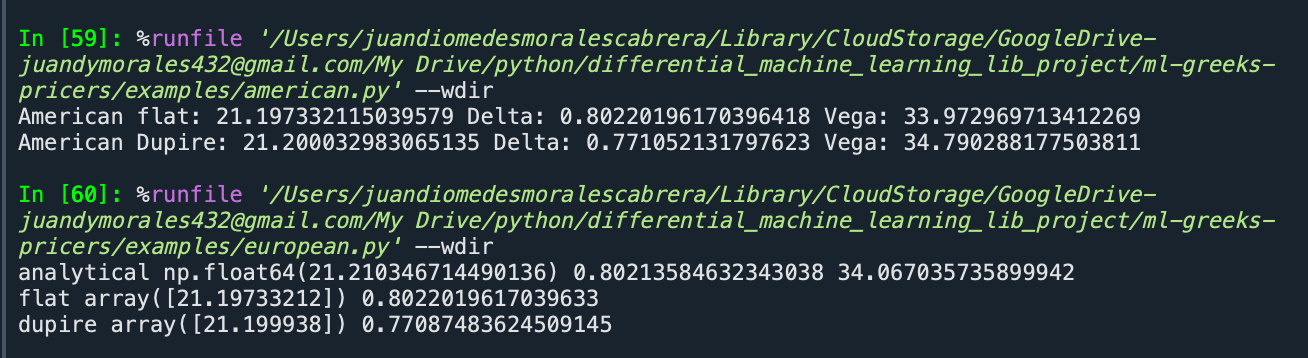 In [59]: %runfile '/Users/juandiomedesmoralescabrera/Library/CloudStorage/GoogleDrive-
juandymorales432@gmail.com/My Drive/python/differential_machine_learning_lib_project/ml-greeks-
pricers/examples/american.py' --wdir
American flat: 21.197332115039579 Delta: 0.80220196170396418 Vega: 33.972969713412269
American Dupire: 21.200032983065135 Delta: 0.771052131797623 Vega: 34.790288177503811
In [60]: %runfile '/Users/juandiomedesmoralescabrera/Library/CloudStorage/GoogleDrive-
juandymorales432@gmail.com/My Drive/python/differential_machine_learning_lib_project/ml-greeks-
pricers/examples/european.py' --wdir
analytical np.float64(21.210346714490136) 0.80213584632343038 34.067035735899942
flat array([21.19733212]) 0.8022019617039633
dupire array([21.199938]) 0.77087483624509145